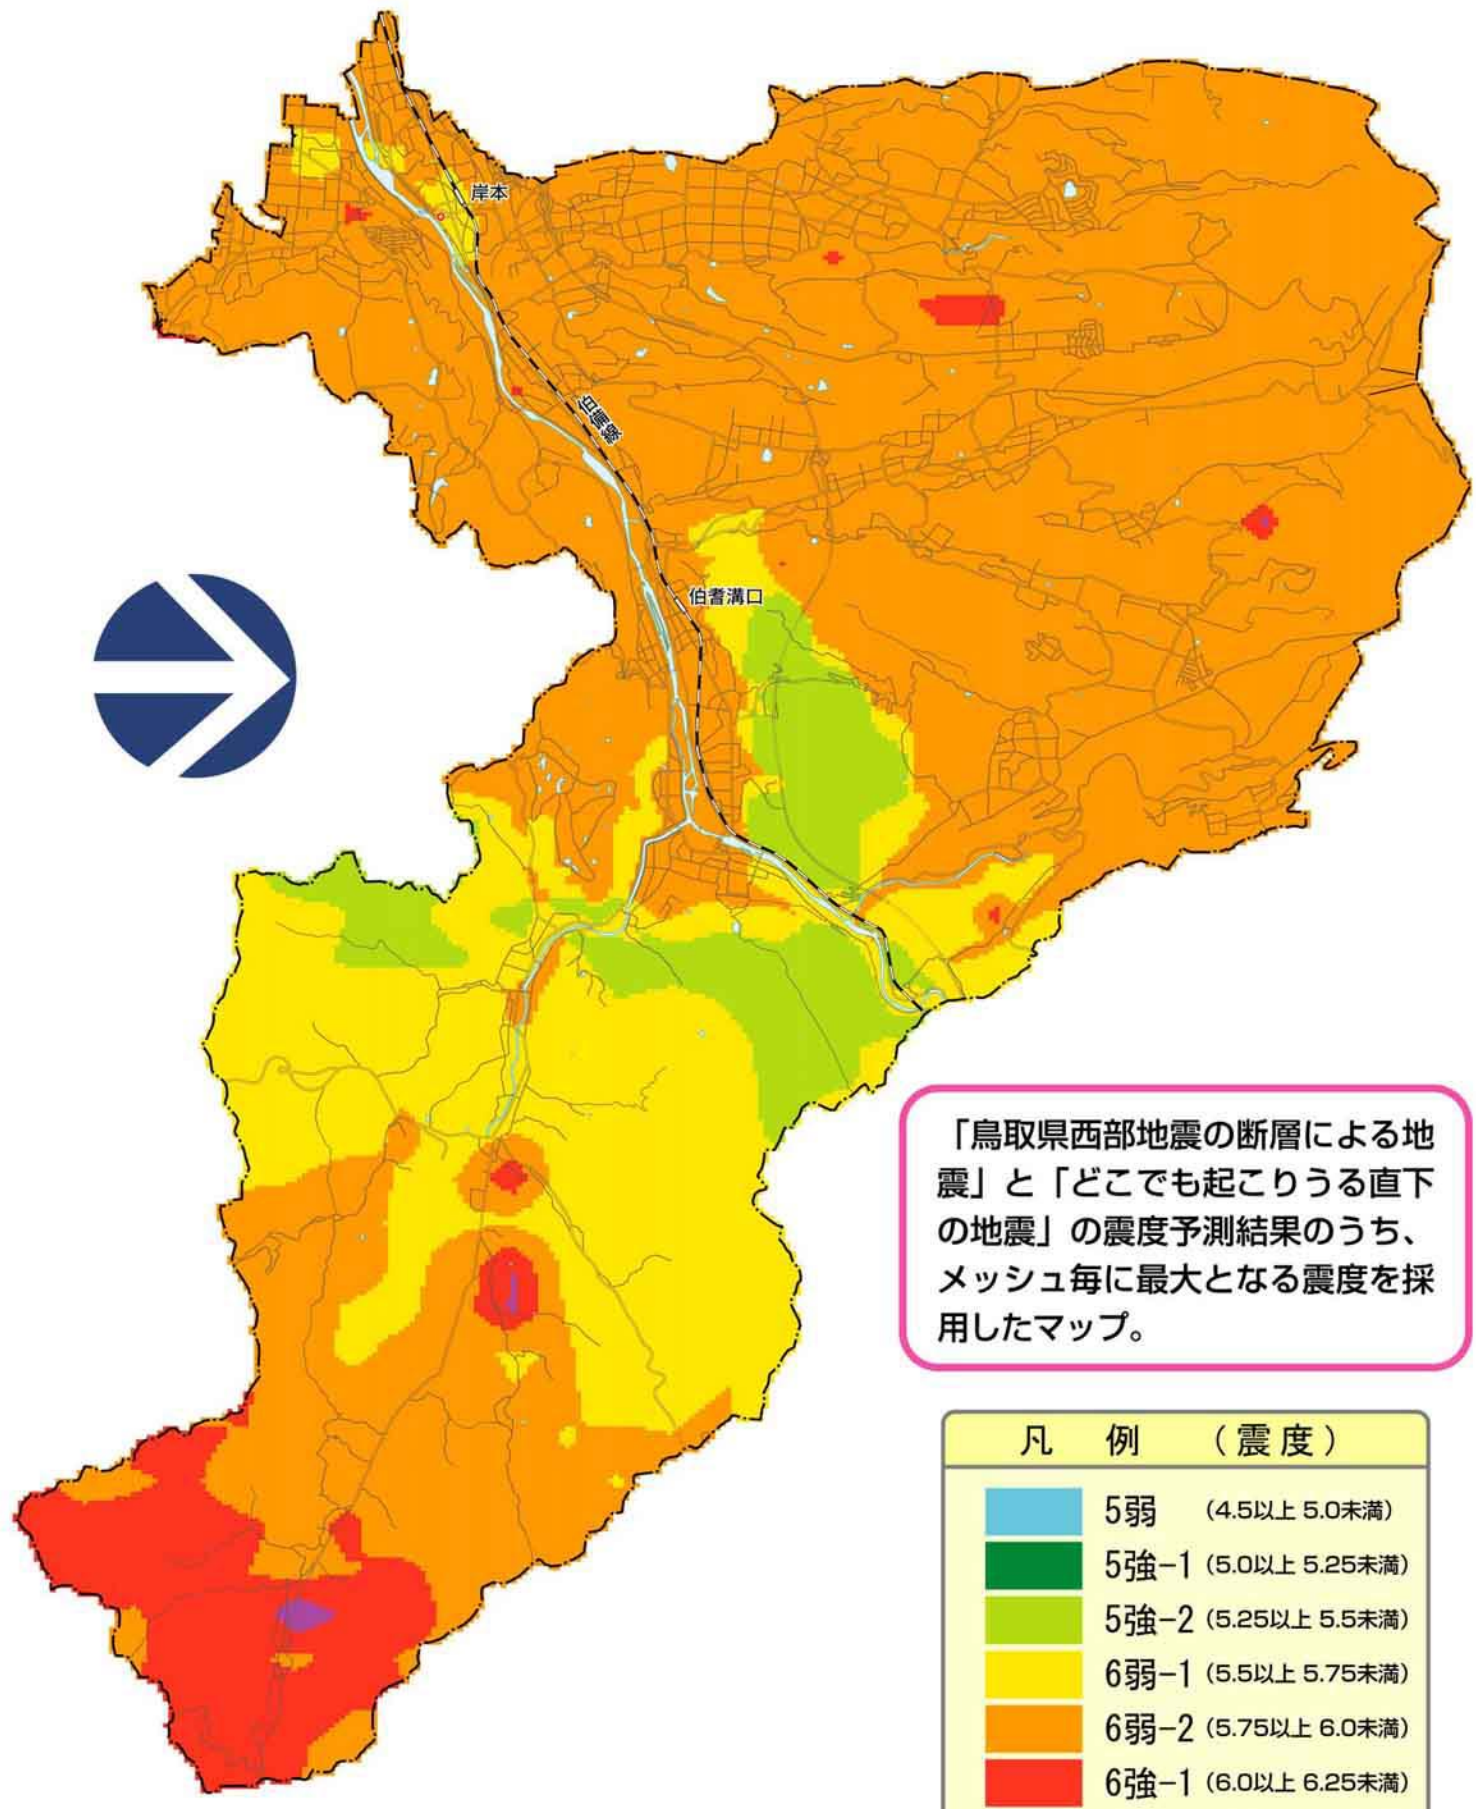 岸本
伯備線
伯耆溝口
「鳥取県西部地震の断層による地
震」と「どこでも起こりうる直下
の地震」の震度予測結果のうち、
メッシュ毎に最大となる震度を採
用したマップ。
凡 例 （震度）
5弱 (4.5以上 5.0未満)
5強-1 (5.0以上 5.25未満)
5強-2 (5.25以上 5.5未満)
6弱-1 (5.5以上 5.75未満)
6弱-2 (5.75以上 6.0未満)
6強-1 (6.0以上 6.25未満)